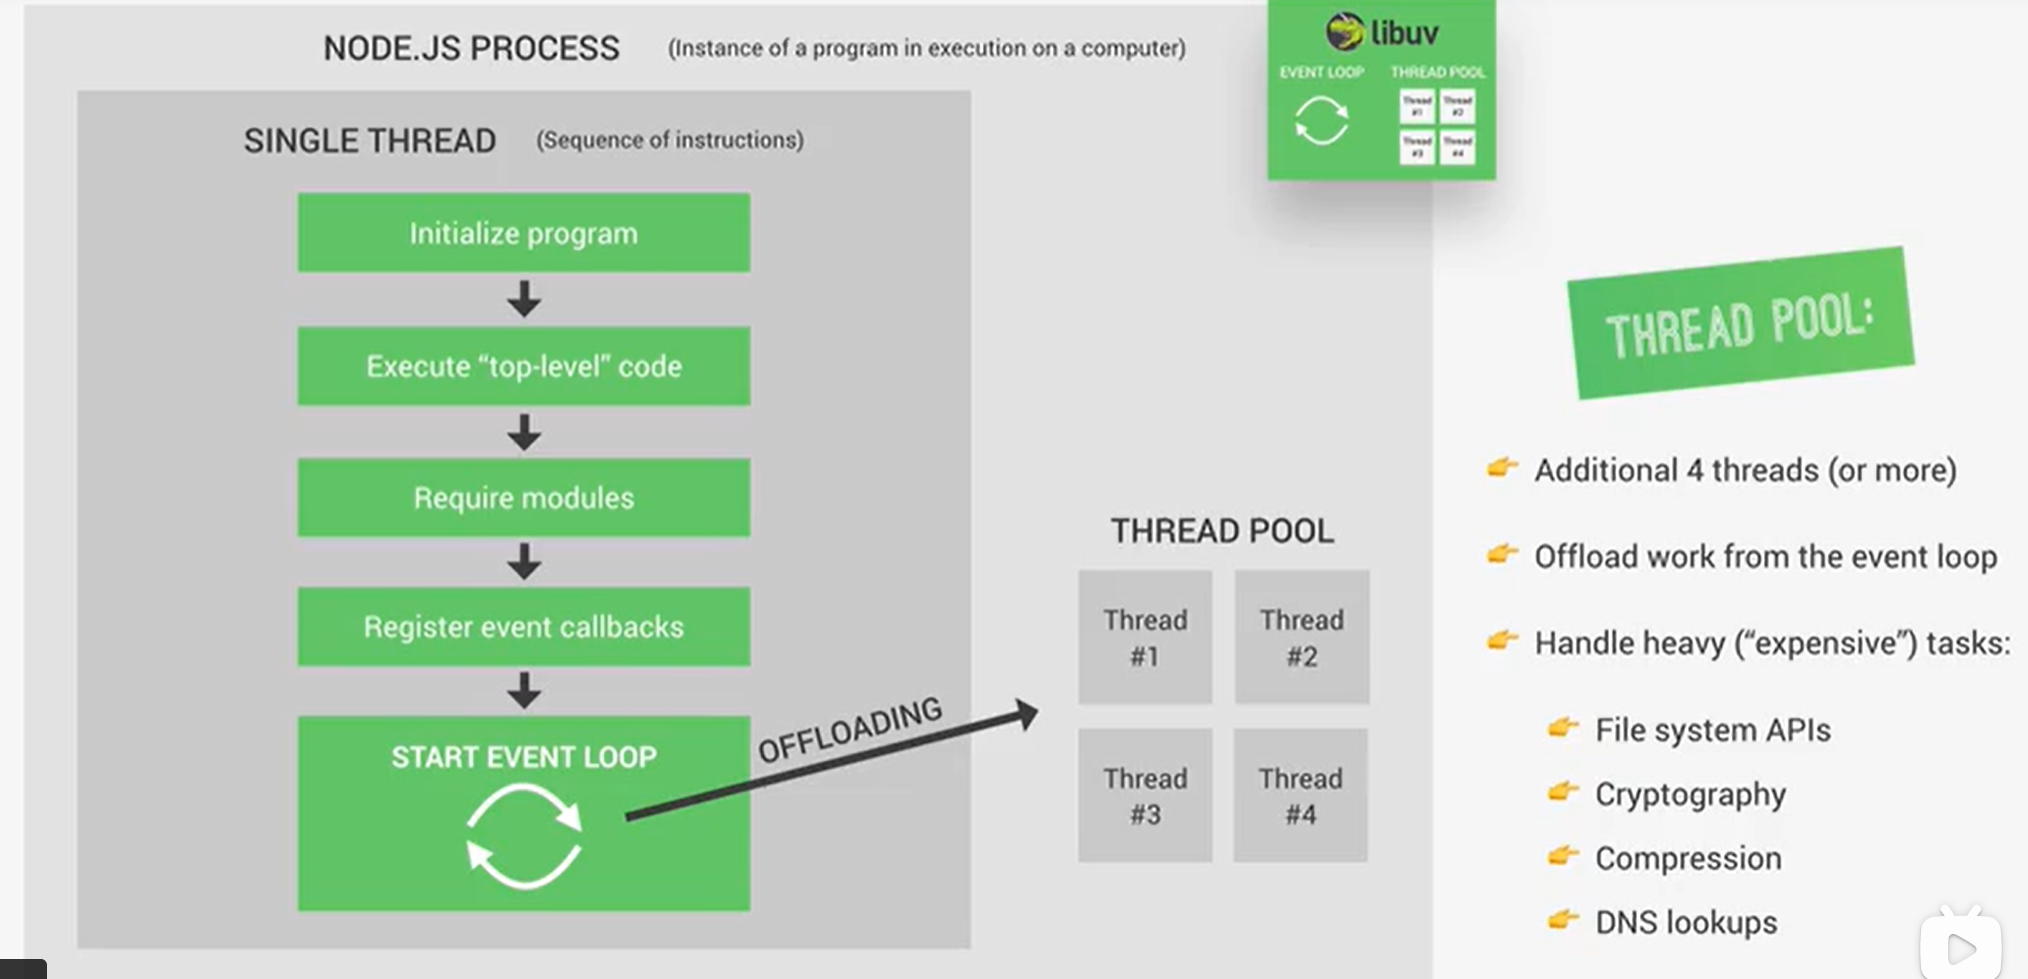 NODE.JS PROCESS (Instance of a program in execution on a computer)
libuv
EVENT LOOP THREAD POOL
Thread #1
Thread #2
Thread #3
Thread #4
SINGLE THREAD (Sequence of instructions)
Initialize program
Execute “top-level” code
Require modules
Register event callbacks
START EVENT LOOP
OFFLOADING
THREAD POOL
Thread
#1
Thread
#2
Thread
#3
Thread
#4
THREAD POOL:
Additional 4 threads (or more)
Offload work from the event loop
Handle heavy (“expensive”) tasks:
File system APIs
Cryptography
Compression
DNS lookups